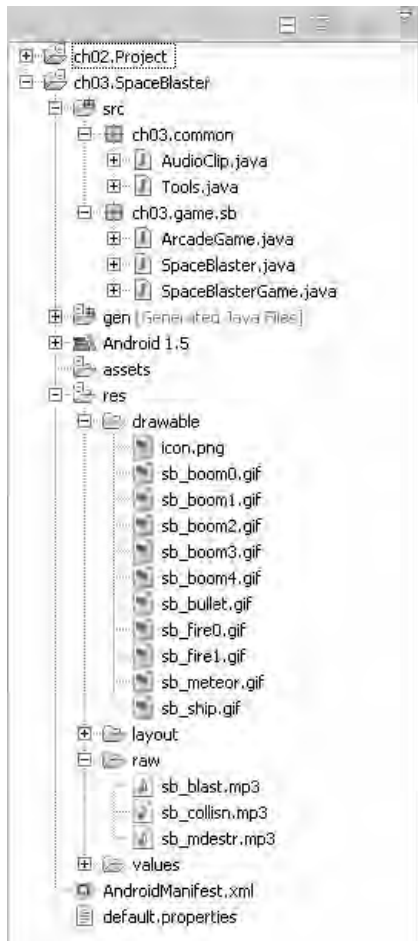 ch02.Project
ch03.SpaceBlaster
src
ch03.common
AudioClip.java
Tools.java
ch03.game.sb
ArcadeGame.java
SpaceBlaster.java
SpaceBlasterGame.java
gen [Generated Java Files]
Android 1.5
assets
res
drawable
icon.png
sb_boom0.gif
sb_boom1.gif
sb_boom2.gif
sb_boom3.gif
sb_boom4.gif
sb_bullet.gif
sb_fire0.gif
sb_fire1.gif
sb_meteor.gif
sb_ship.gif
layout
raw
sb_blast.mp3
sb_collisn.mp3
sb_mdestr.mp3
values
AndroidManifest.xml
default.properties